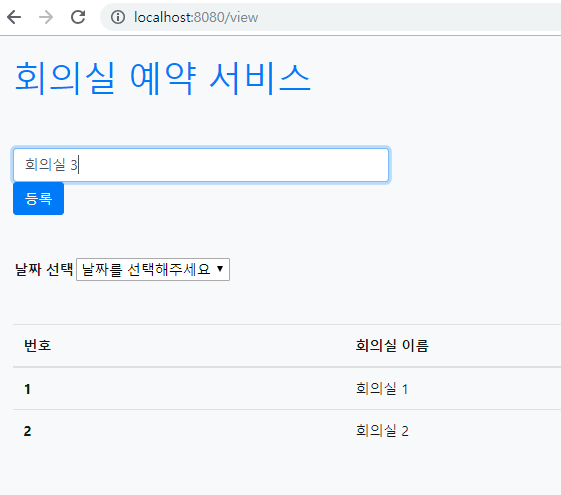 localhost:8080/view
회의실 예약 서비스
회의실 3
등록
날짜 선택 날짜를 선택해주세요
번호 회의실 이름
1 회의실 1
2 회의실 2